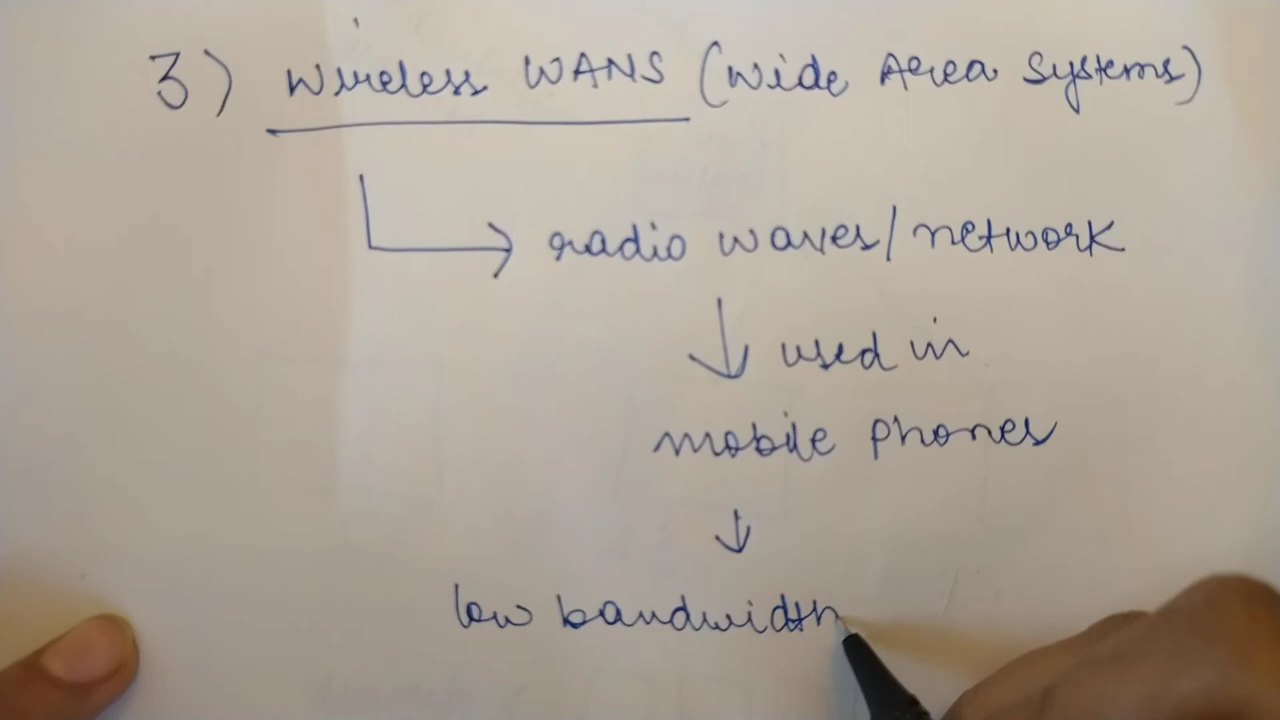 3) Wireless WANS (Wide Area Systems)
radio waves/network
used in
mobile phones
low bandwidth